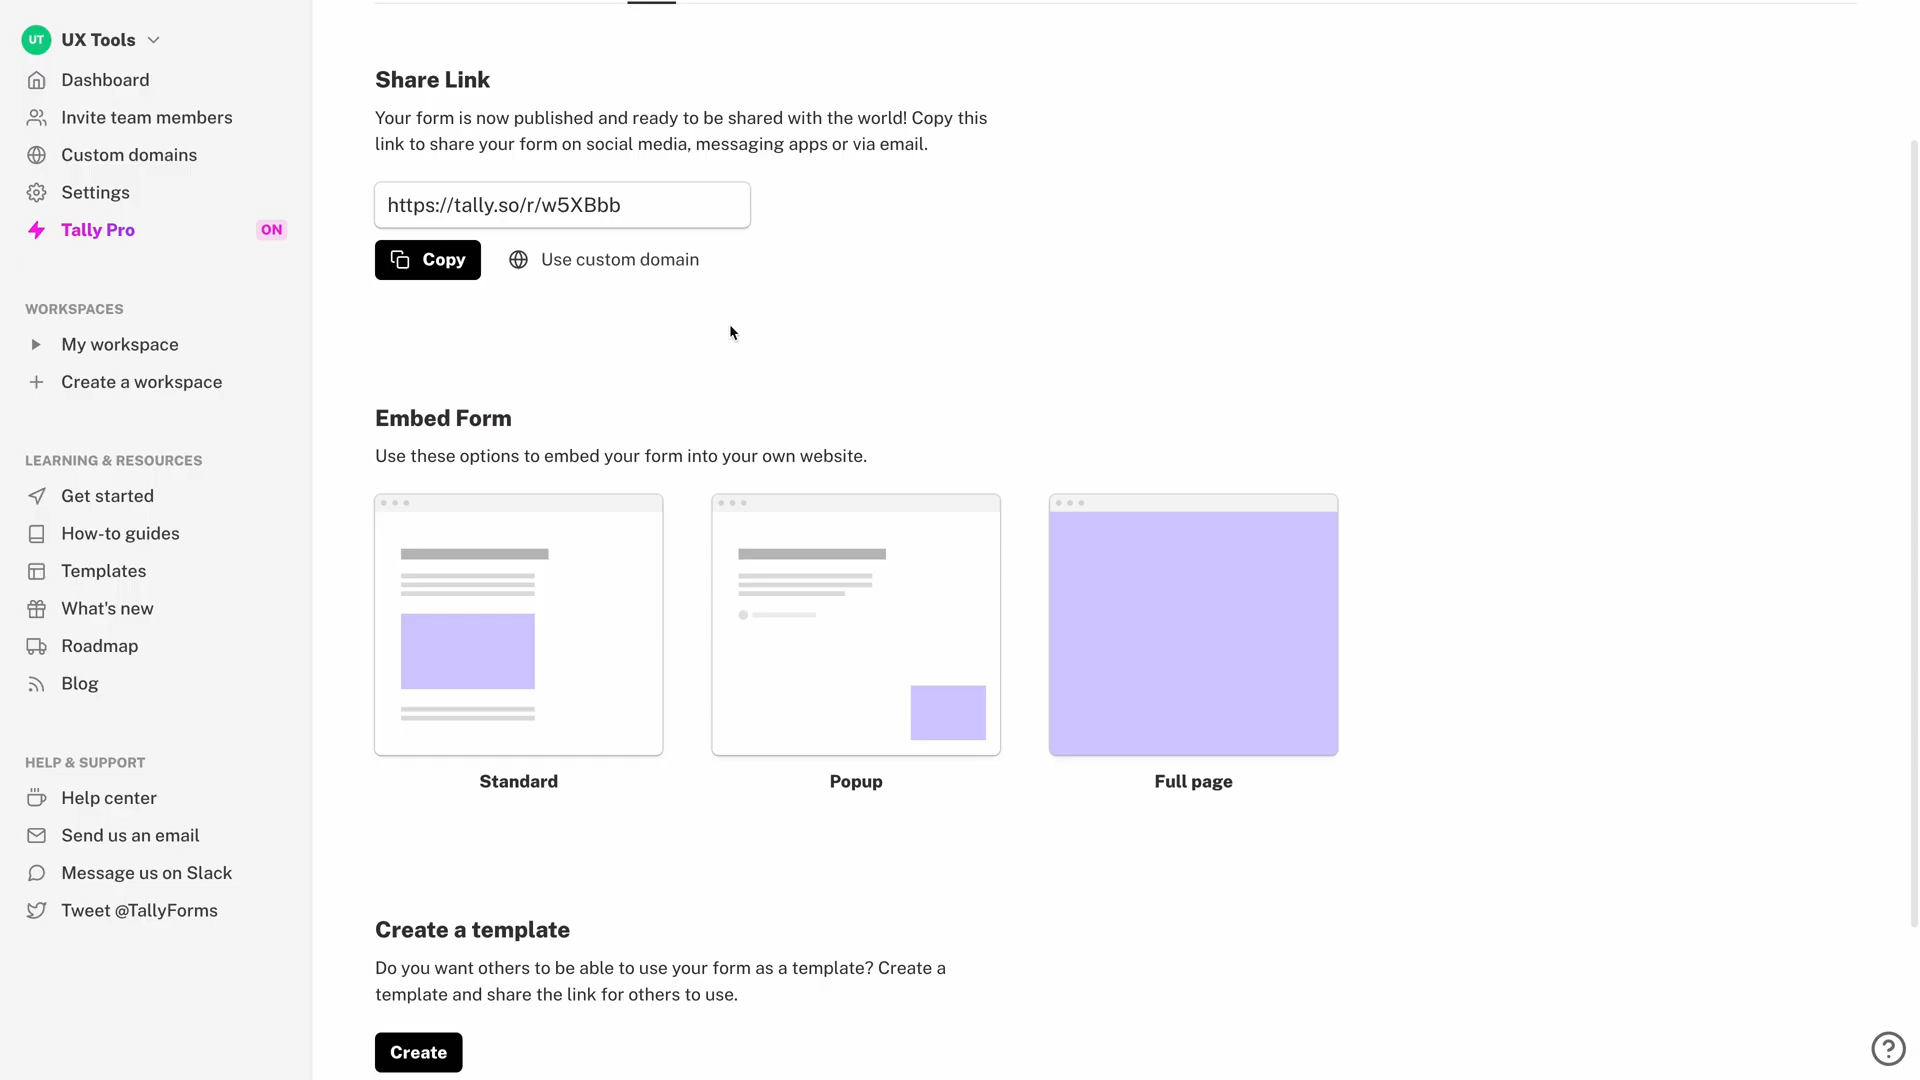 UT UX Tools
Dashboard
Invite team members
Custom domains
Settings
Tally Pro ON
WORKSPACES
My workspace
Create a workspace
LEARNING & RESOURCES
Get started
How-to guides
Templates
What's new
Roadmap
Blog
HELP & SUPPORT
Help center
Send us an email
Message us on Slack
Tweet @TallyForms
Share Link
Your form is now published and ready to be shared with the world! Copy this
link to share your form on social media, messaging apps or via email.
https://tally.so/r/w5XBbb
Copy Use custom domain
Embed Form
Use these options to embed your form into your own website.
Standard Popup Full page
Create a template
Do you want others to be able to use your form as a template? Create a
template and share the link for others to use.
Create
?